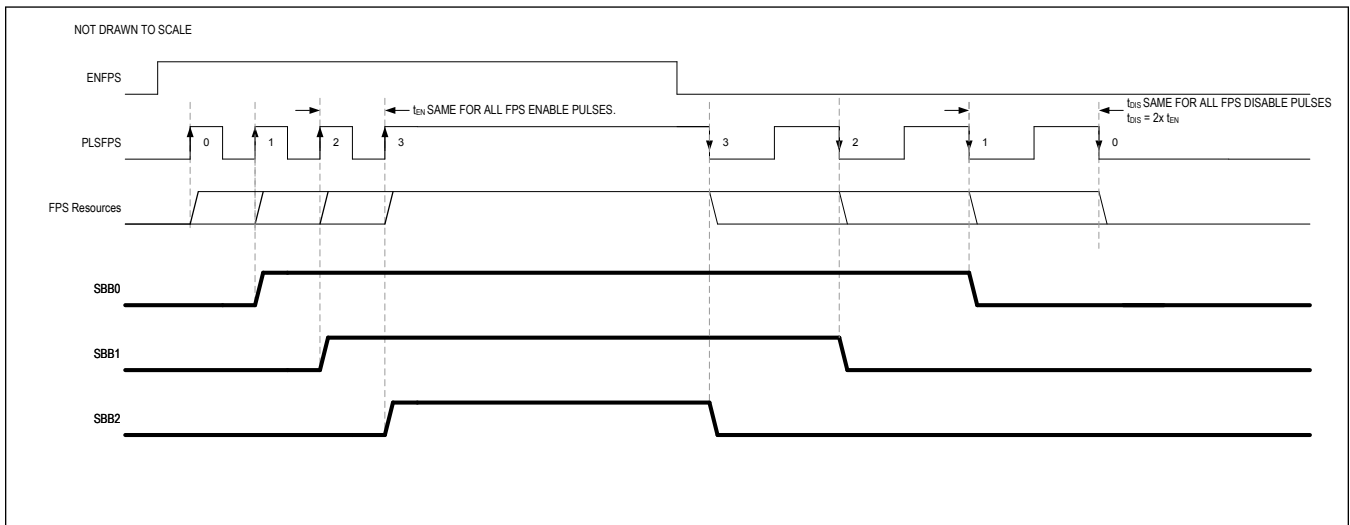 NOT DRAWN TO SCALE
ENFPS
tEN SAME FOR ALL FPS ENABLE PULSES.
tDIS SAME FOR ALL FPS DISABLE PULSES
tDIS = 2x tEN
PLSFPS
0 1 2 3 3 2 1 0
FPS Resources
SBB0
SBB1
SBB2